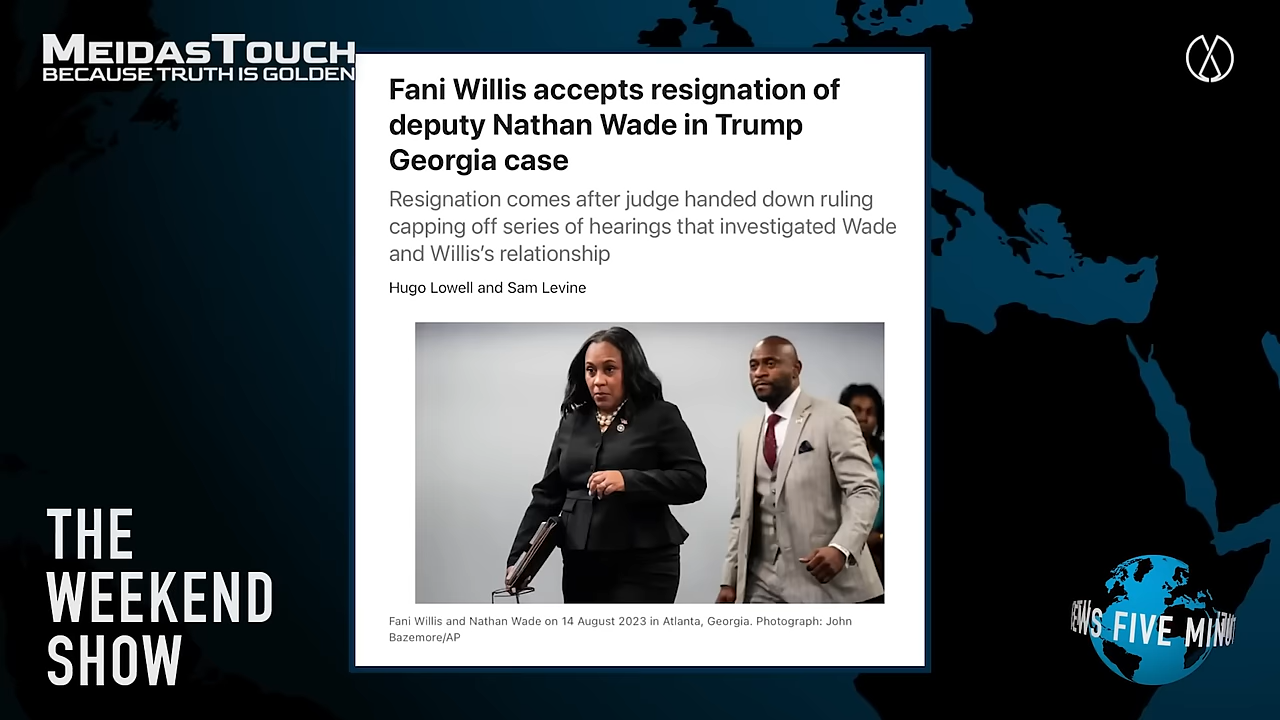 MEIDASTOUCH
BECAUSE TRUTH IS GOLDEN
Fani Willis accepts resignation of
deputy Nathan Wade in Trump
Georgia case
Resignation comes after judge handed down ruling
capping off series of hearings that investigated Wade
and Willis's relationship
Hugo Lowell and Sam Levine
Fani Willis and Nathan Wade on 14 August 2023 in Atlanta, Georgia. Photograph: John
Bazemore/AP
THE
WEEKEND
SHOW
FIVE